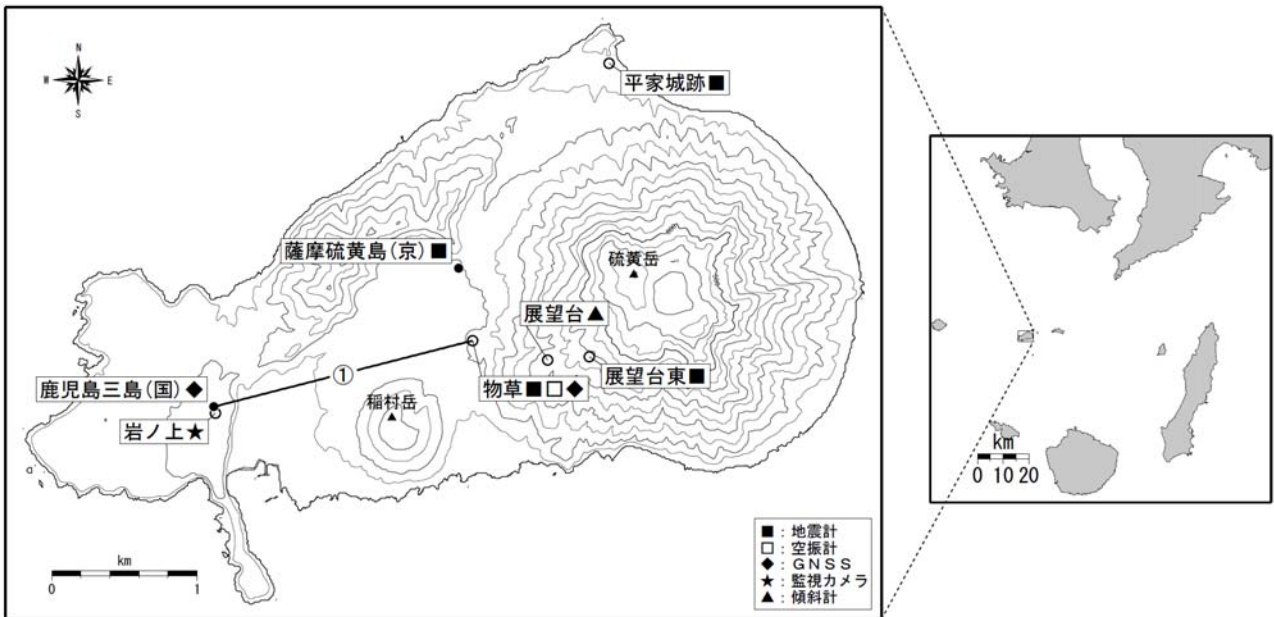 N
W E
S
平家城跡■
薩摩硫黄島(京)■
硫黄岳
展望台▲
①
鹿児島三島(国)◆
物草■□◆
展望台東■
稲村岳
岩ノ上★
km
0 1
■：地震計
□：空振計
◆：GNSS
★：監視カメラ
▲：傾斜計
km
0 10 20